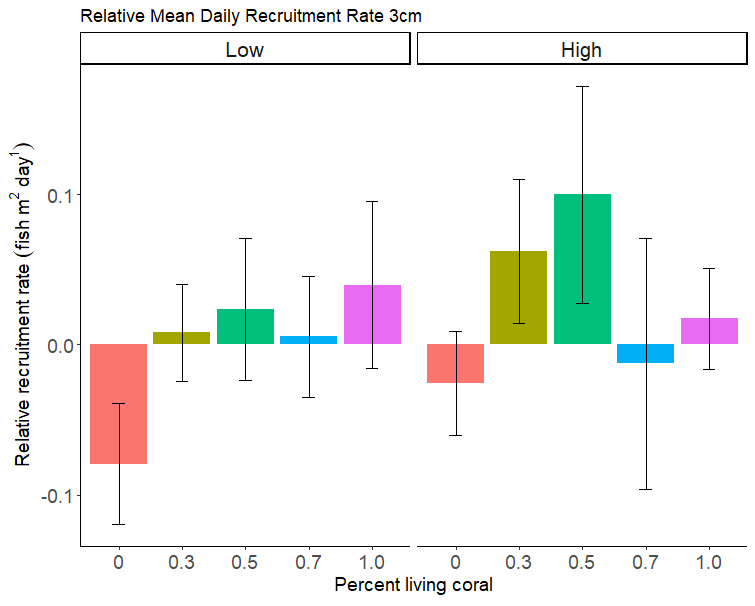 Relative Mean Daily Recruitment Rate 3cm
Low
High
Relative recruitment rate (fish m² day¹)
0.1
0.0
-0.1
0 0.3 0.5 0.7 1.0
0 0.3 0.5 0.7 1.0
Percent living coral